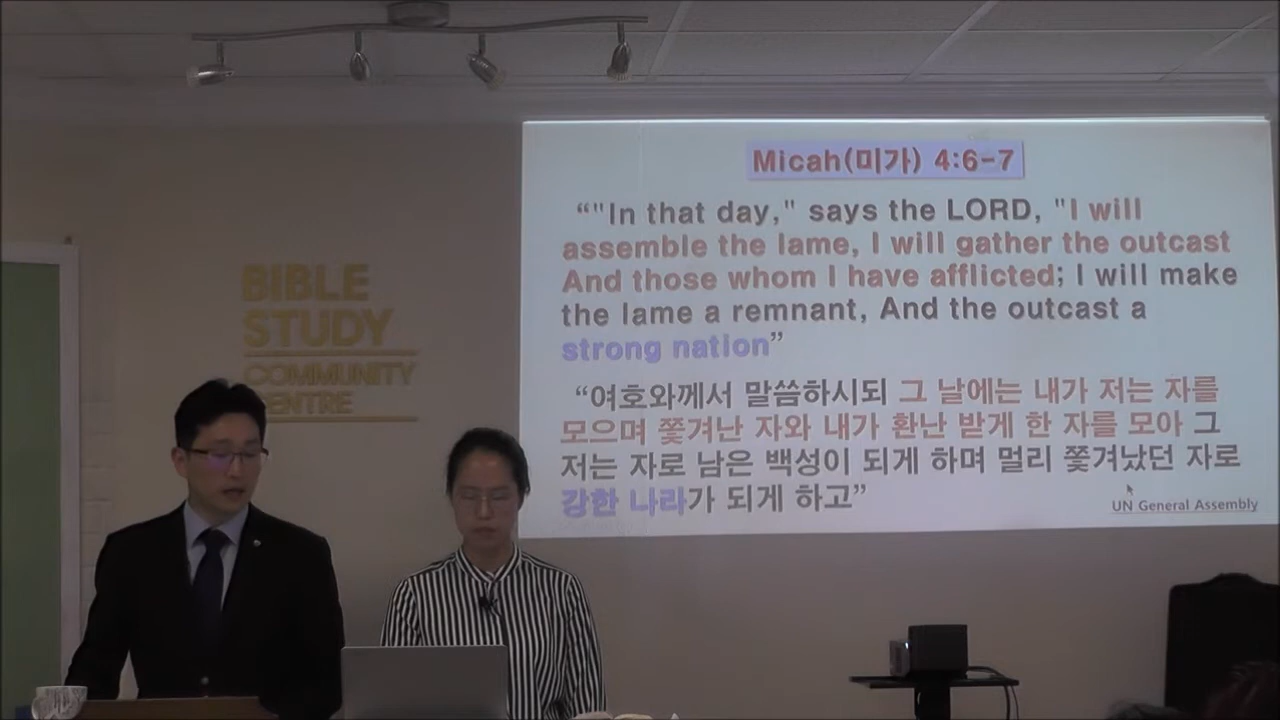 BIBLE
STUDY
COMMUNITY
CENTRE
Micah(미가) 4:6-7
“"In that day," says the LORD, "I will
assemble the lame, I will gather the outcast
And those whom I have afflicted; I will make
the lame a remnant, And the outcast a
strong nation”
“여호와께서 말씀하시되 그 날에는 내가 저는 자를
모으며 쫓겨난 자와 내가 환난 받게 한 자를 모아 그
저는 자로 남은 백성이 되게 하며 멀리 쫓겨났던 자로
강한 나라가 되게 하고”
UN General Assembly